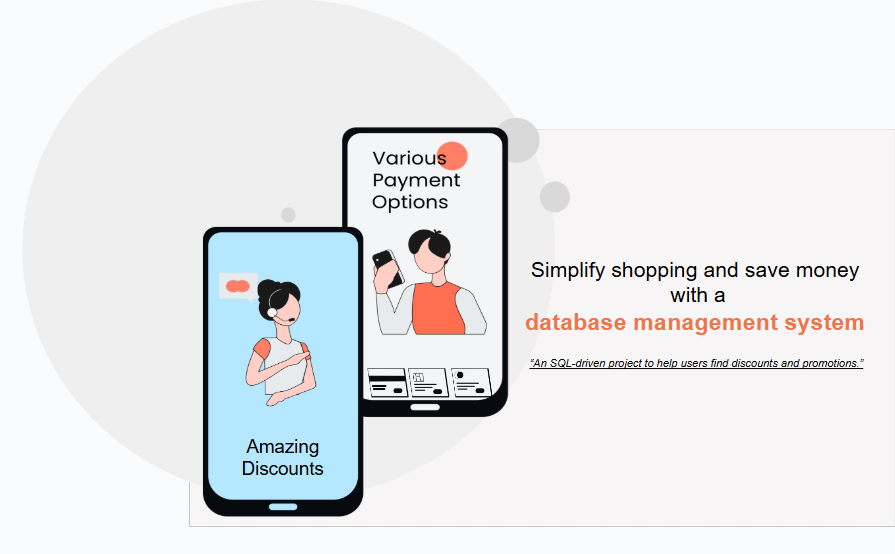 Various
Payment
Options
Amazing
Discounts
Simplify shopping and save money
with a
database management system
“An SQL-driven project to help users find discounts and promotions.”